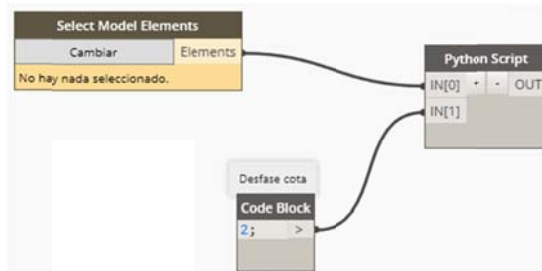 Select Model Elements
Cambiar Elements
No hay nada seleccionado.
Python Script
IN[0] + - OUT
IN[1]
Desfase cota
Code Block
2; >